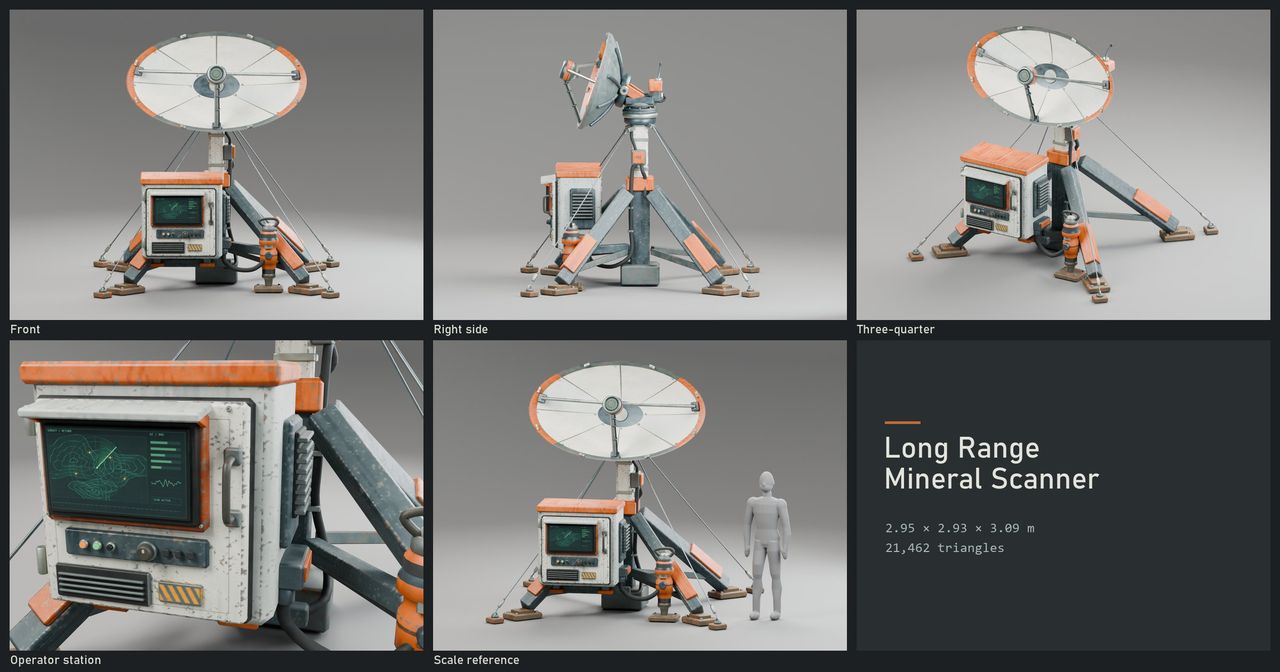 Front
Right side
Three-quarter
Operator station
Scale reference
Long Range
Mineral Scanner
2.95 × 2.93 × 3.09 m
21,462 triangles